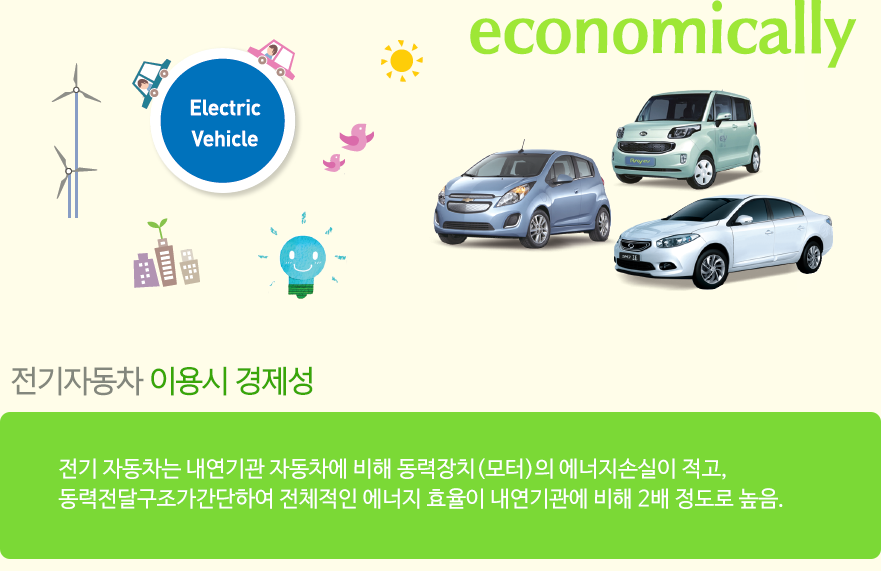 economically
Electric
Vehicle
전기자동차 이용시 경제성
전기 자동차는 내연기관 자동차에 비해 동력장치(모터)의 에너지손실이 적고,
동력전달구조가간단하여 전체적인 에너지 효율이 내연기관에 비해 2배 정도로 높음.